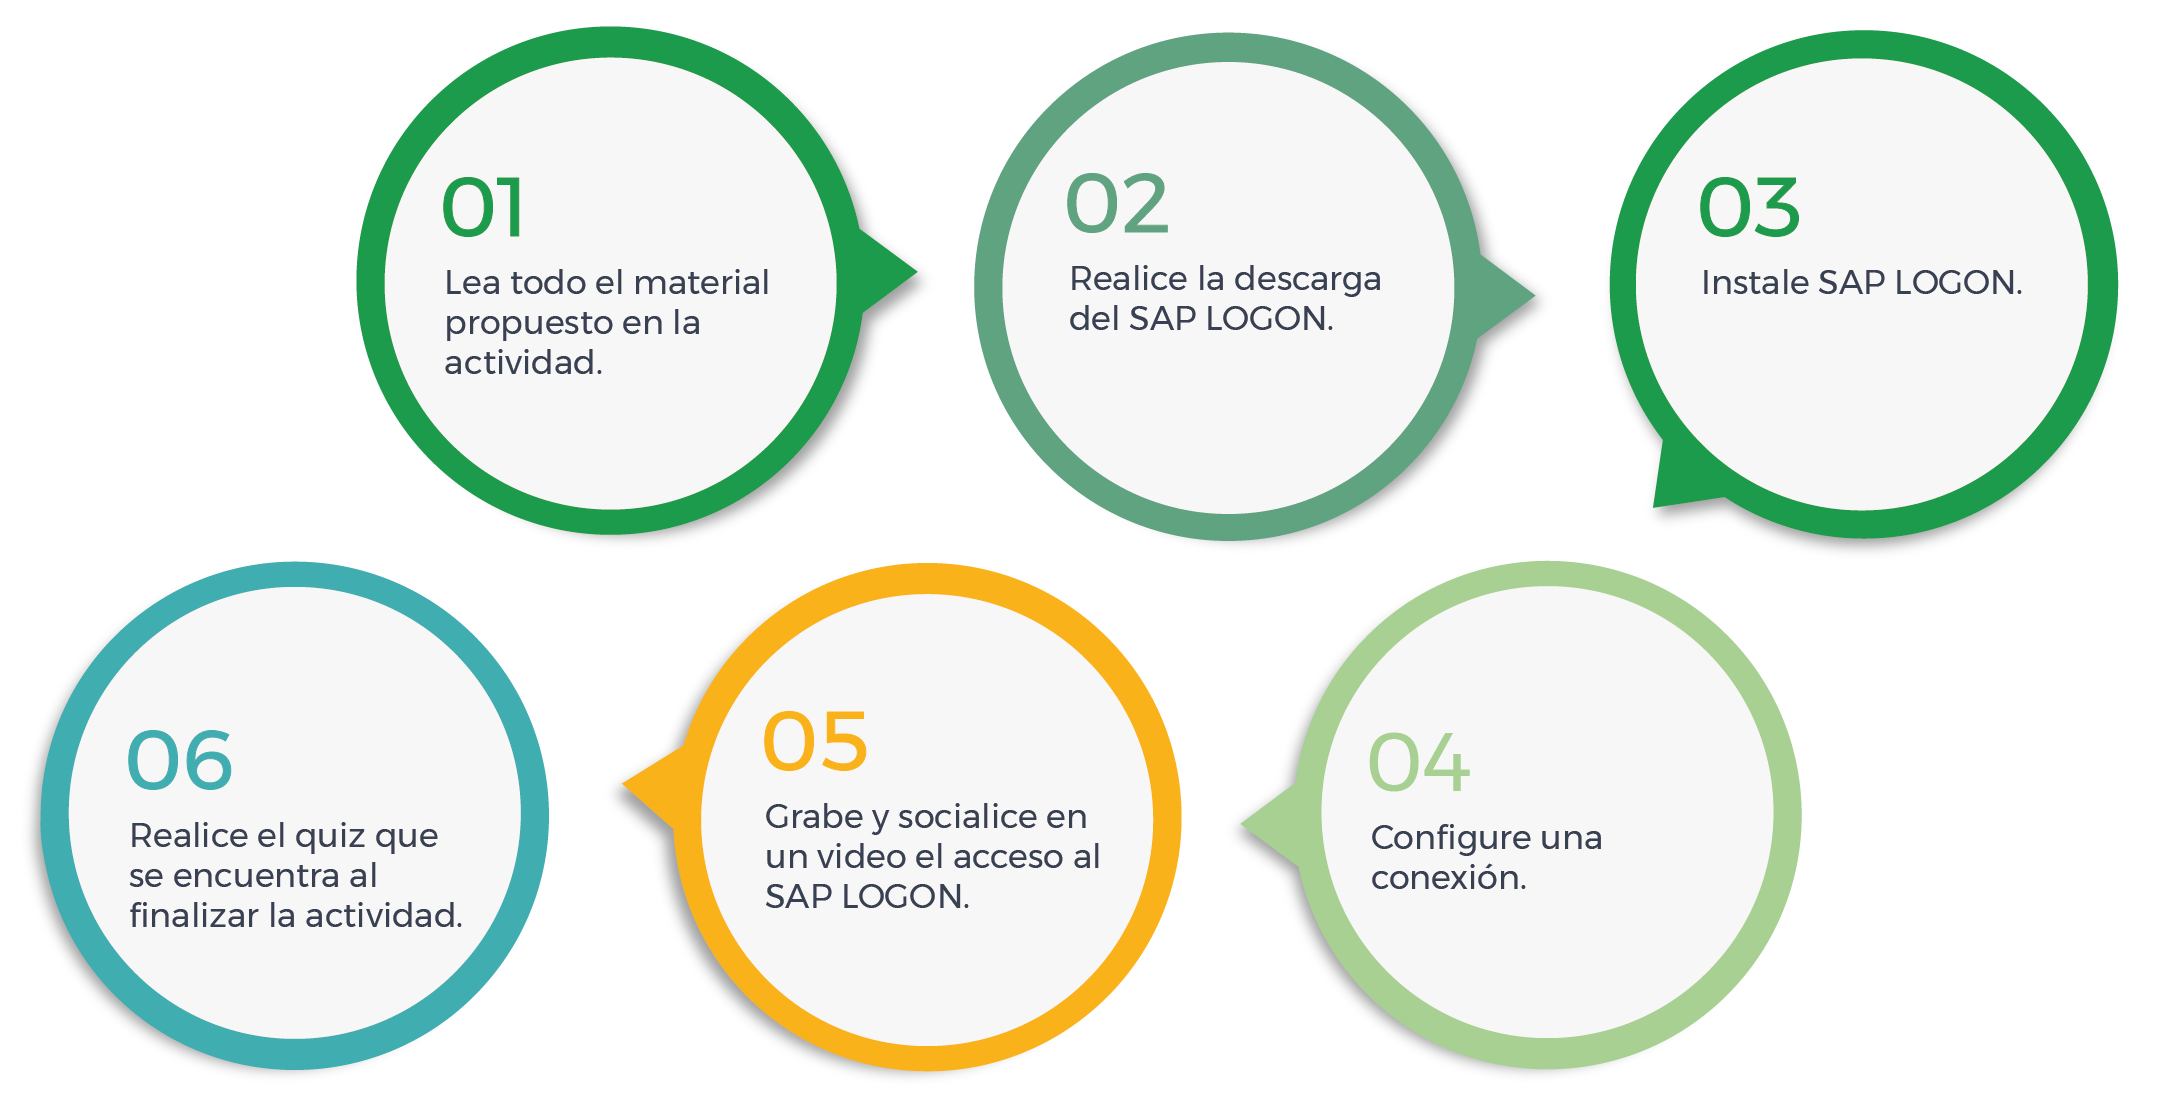 01
Lea todo el material
propuesto en la
actividad.
02
Realice la descarga
del SAP LOGON.
03
Instale SAP LOGON.
04
Configure una
conexión.
05
Grabe y socialice en
un video el acceso al
SAP LOGON.
06
Realice el quiz que
se encuentra al
finalizar la actividad.